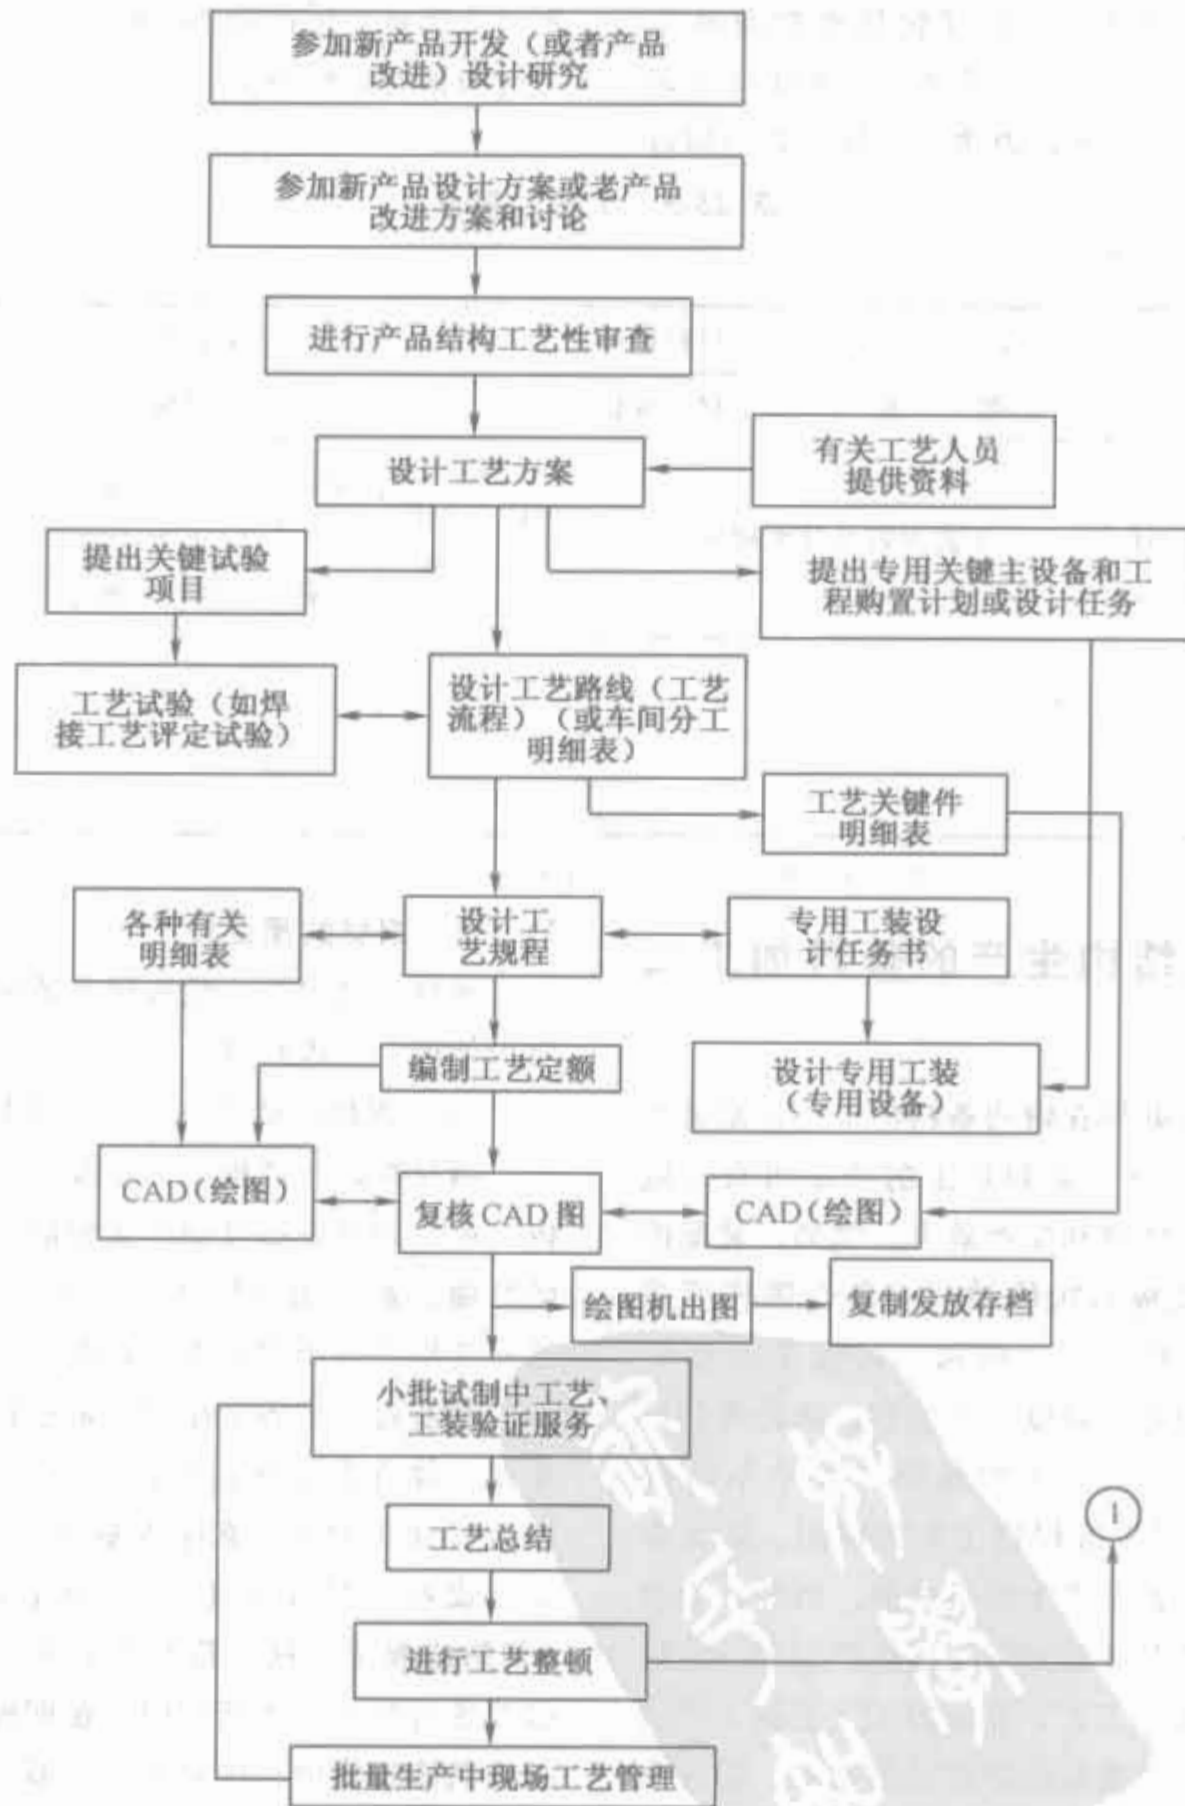 参加新产品开发（或者产品
改进）设计研究
参加新产品设计方案或老产品
改进方案和讨论
进行产品结构工艺性审查
设计工艺方案
有关工艺人员
提供资料
提出关键试验
项目
提出专用关键主设备和工
程购置计划或设计任务
工艺试验（如焊
接工艺评定试验）
设计工艺路线（工艺
流程）（或车间分工
明细表）
工艺关键件
明细表
各种有关
明细表
设计工
艺规程
专用工装设
计任务书
编制工艺定额
设计专用工装
（专用设备）
CAD（绘图）
复核CAD图
CAD（绘图）
绘图机出图
复制发放存档
小批试制中工艺、
工装验证服务
工艺总结
1
进行工艺整顿
批量生产中现场工艺管理